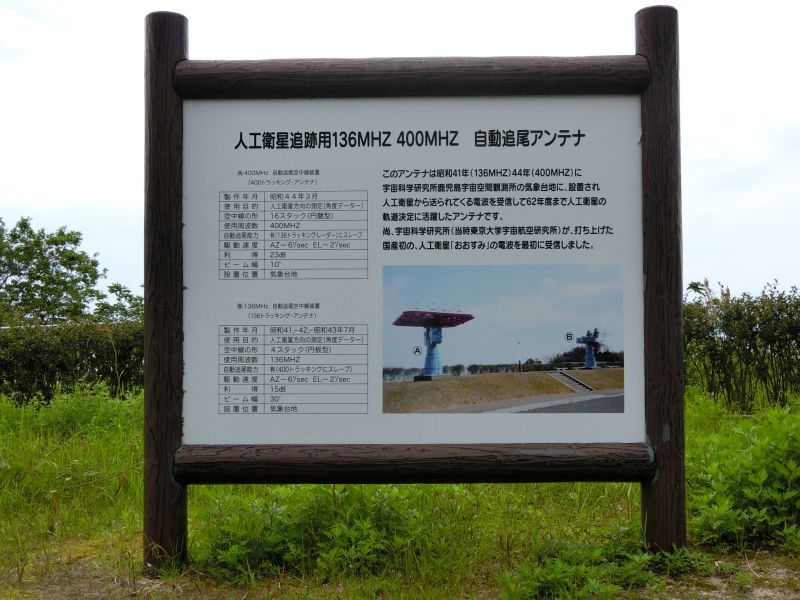 人工衛星追跡用136MHZ 400MHZ 自動追尾アンテナ
Ⓐ400MHz 自動追尾空中線装置
(400トラッキング・アンテナ)
製作年月 昭和44年3月
使用目的 人工衛星方向の測定(角度データー)
空中線の形 16スタック(円盤型)
使用周波数 400MHZ
自動追尾能力 有(136トラッキングレーダー)にスレーブ
駆動速度 AZ−6°/sec EL−2°/sec
利得 23dB
ビーム幅 10°
設置位置 気象台地
Ⓑ136MHz 自動追尾空中線装置
(136トラッキング・アンテナ)
製作年月 昭和41,−42,−昭和43年7月
使用目的 人工衛星方向の測定(角度データー)
空中線の形 4スタック(円板型)
使用周波数 136MHZ
自動追尾能力 有(400トラッキングにスレーブ)
駆動速度 AZ−6°/sec EL−2°/sec
利得 15dB
ビーム幅 30°
設置位置 気象台地
このアンテナは昭和41年(136MHZ)44年(400MHZ)に
宇宙科学研究所鹿児島宇宙空間観測所の気象台地に、設置され
人工衛星から送られてくる電波を受信して62年度まで人工衛星の
軌道決定に活躍したアンテナです。
尚、宇宙科学研究所(当時東京大学宇宙航空研究所)が、打ち上げた
国産初の、人工衛星「おおすみ」の電波を最初に受信しました。
Ⓐ
Ⓑ